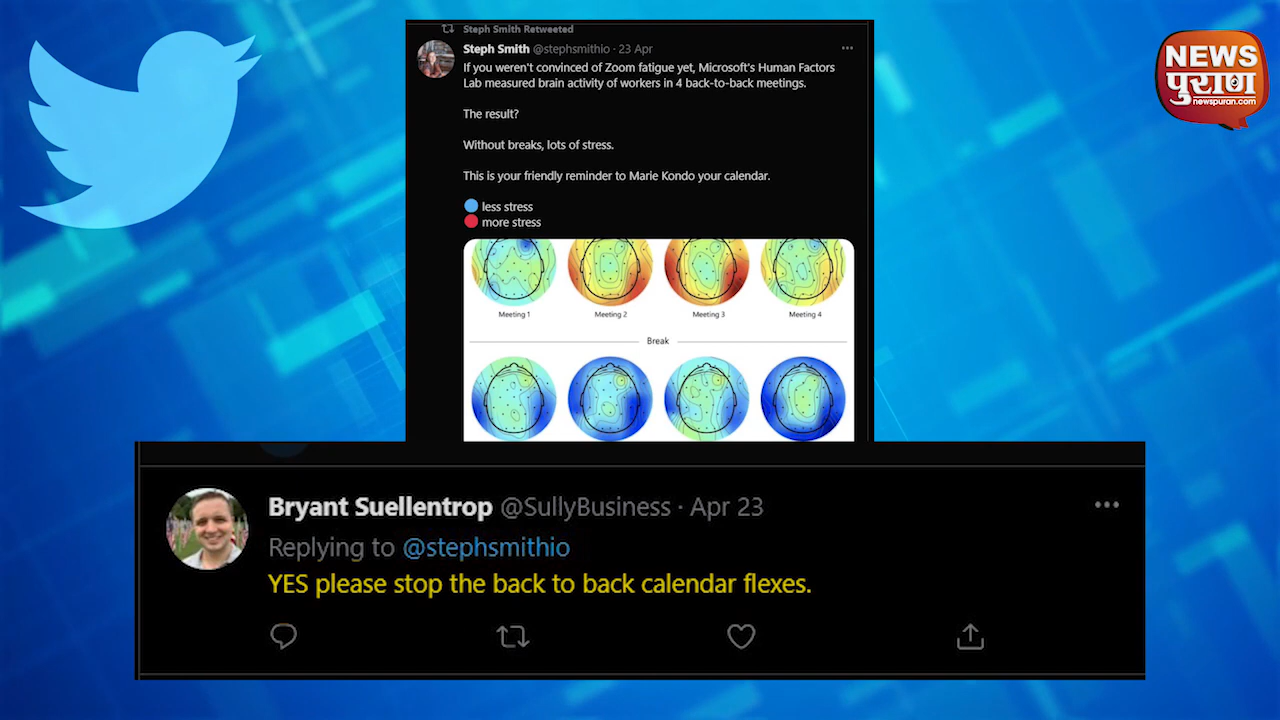 Steph Smith Retweeted
Steph Smith @stephsmithio · 23 Apr
If you weren't convinced of Zoom fatigue yet, Microsoft's Human Factors
Lab measured brain activity of workers in 4 back-to-back meetings.
The result?
Without breaks, lots of stress.
This is your friendly reminder to Marie Kondo your calendar.
less stress
more stress
Meeting 1 Meeting 2 Meeting 3 Meeting 4
Break
NEWS
पुराण
newspuran.com
Bryant Suellentrop @SullyBusiness · Apr 23
Replying to @stephsmithio
YES please stop the back to back calendar flexes.